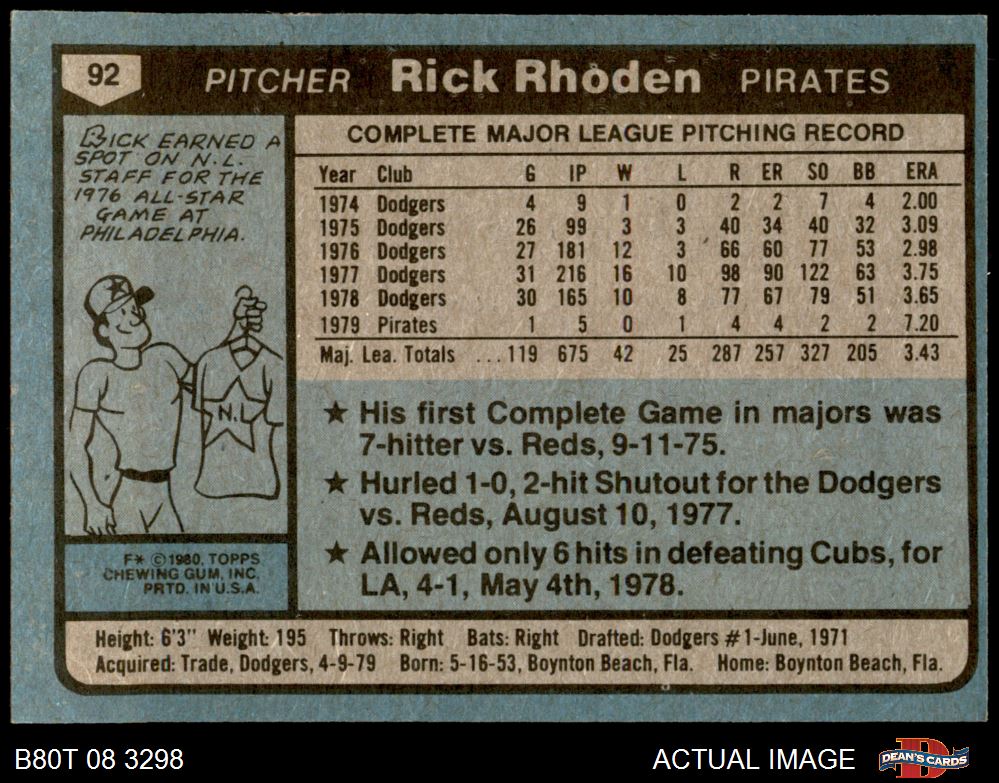 92 PITCHER Rick Rhoden PIRATES
RICK EARNED A
SPOT ON N.L.
STAFF FOR THE
1976 ALL-STAR
GAME AT
PHILADELPHIA.
N.L.
F* ©1980, TOPPS
CHEWING GUM, INC.
PRTD. IN U.S.A.
COMPLETE MAJOR LEAGUE PITCHING RECORD
Year Club G IP W L R ER SO BB ERA
1974 Dodgers 4 9 1 0 2 2 7 4 2.00
1975 Dodgers 26 99 3 3 40 34 40 32 3.09
1976 Dodgers 27 181 12 3 66 60 77 53 2.98
1977 Dodgers 31 216 16 10 98 90 122 63 3.75
1978 Dodgers 30 165 10 8 77 67 79 51 3.65
1979 Pirates 1 5 0 1 4 4 2 2 7.20
Maj. Lea. Totals ...119 675 42 25 287 257 327 205 3.43
★ His first Complete Game in majors was
7-hitter vs. Reds, 9-11-75.
★ Hurled 1-0, 2-hit Shutout for the Dodgers
vs. Reds, August 10, 1977.
★ Allowed only 6 hits in defeating Cubs, for
LA, 4-1, May 4th, 1978.
Height: 6'3" Weight: 195 Throws: Right Bats: Right Drafted: Dodgers #1-June, 1971
Acquired: Trade, Dodgers, 4-9-79 Born: 5-16-53, Boynton Beach, Fla. Home: Boynton Beach, Fla.
B80T 08 3298 ACTUAL IMAGE DEAN'S CARDS